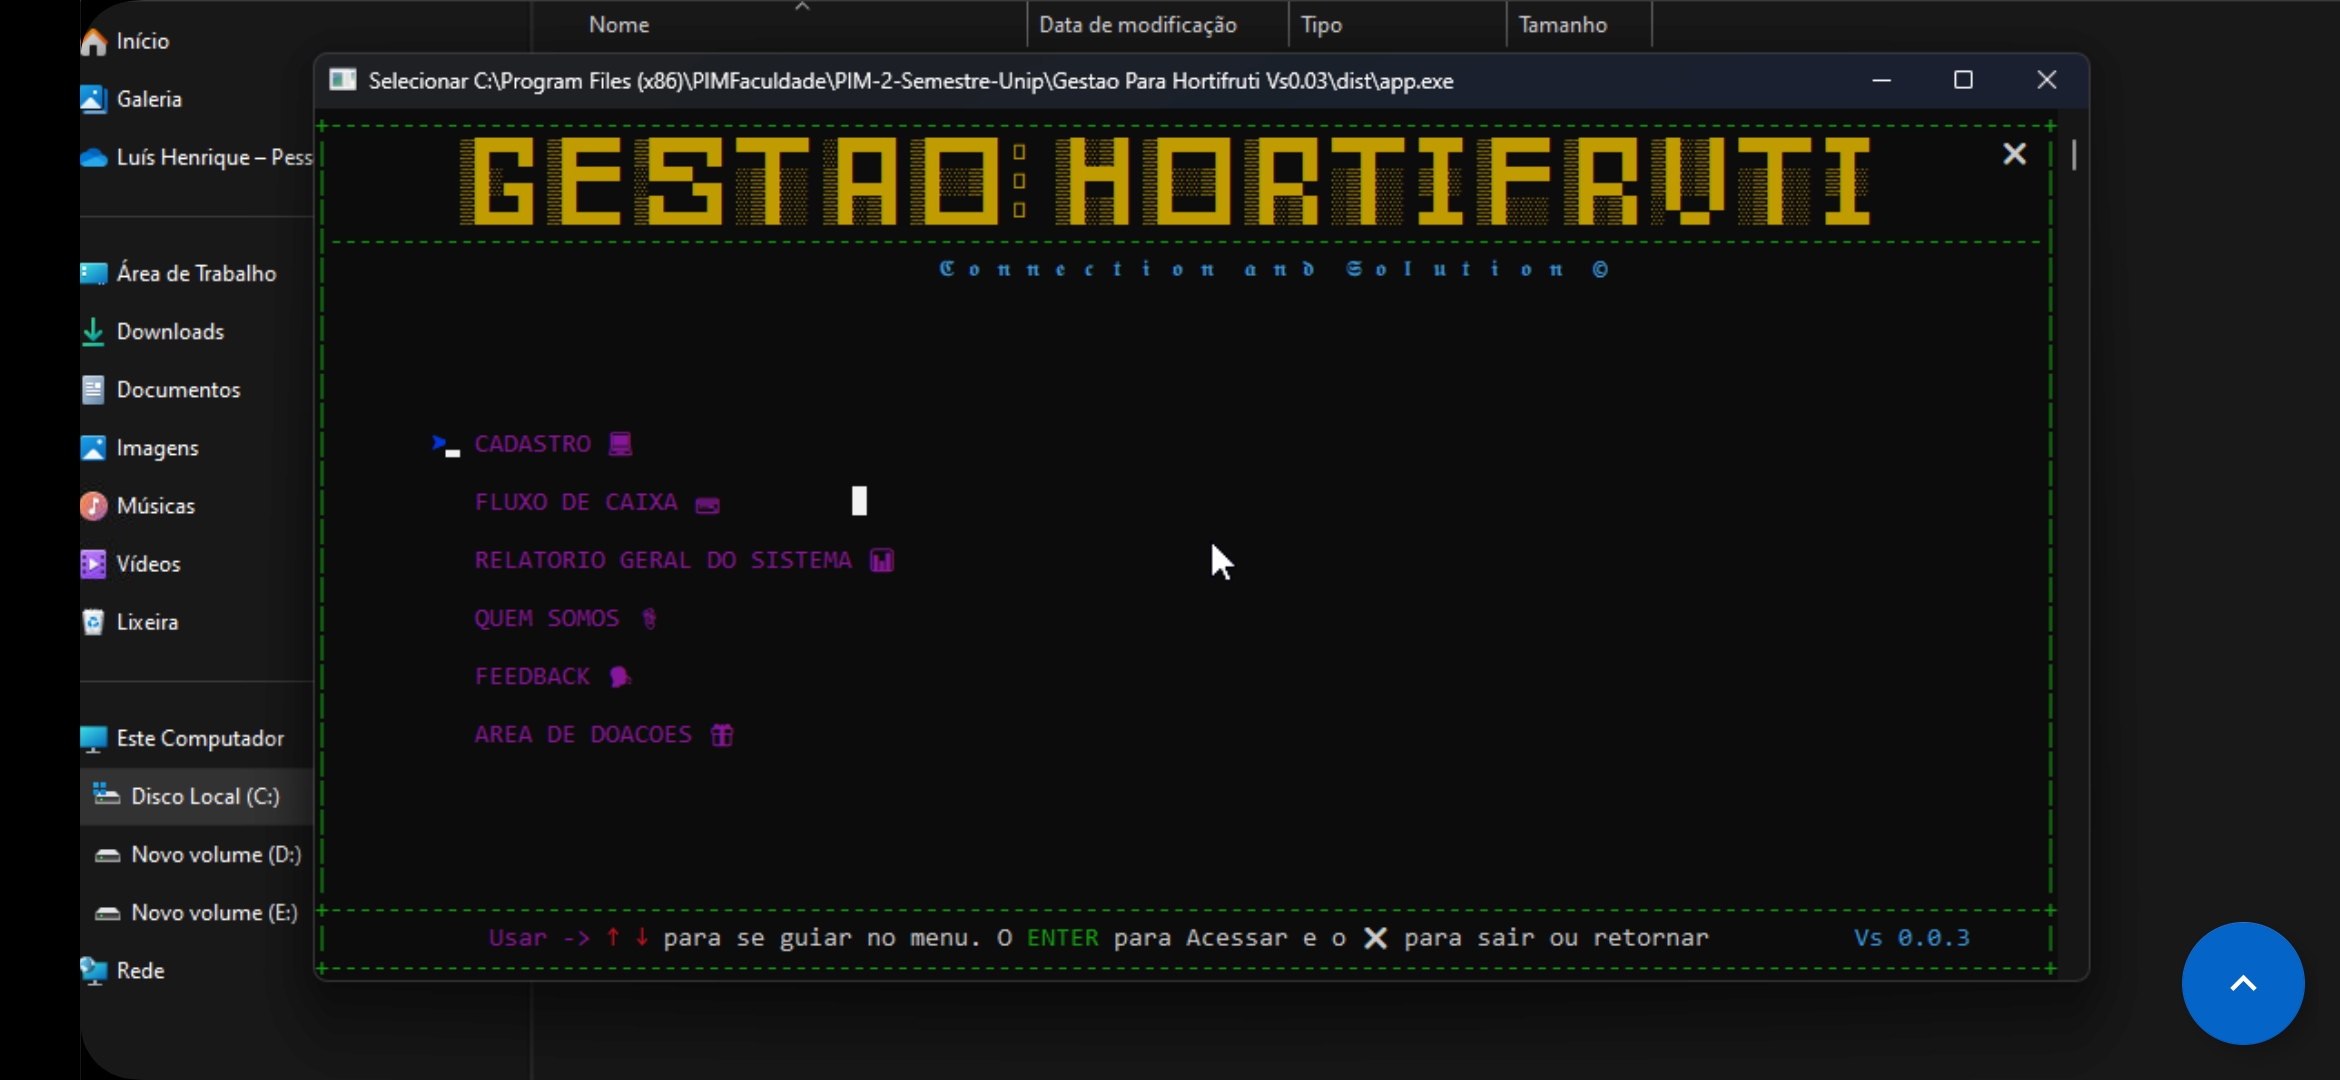 Nome
Data de modificação
Tipo
Tamanho
Início
Galeria
Luís Henrique – Pess
Área de Trabalho
Downloads
Documentos
Imagens
Músicas
Vídeos
Lixeira
Este Computador
Disco Local (C:)
Novo volume (D:)
Novo volume (E:)
Rede
Selecionar C:\Program Files (x86)\PIMFaculdade\PIM-2-Semestre-Unip\Gestao Para Hortifruti Vs0.03\dist\app.exe
GESTAO HORTIFRUTI
Connection and SoIution ©
CADASTRO
FLUXO DE CAIXA
RELATORIO GERAL DO SISTEMA
QUEM SOMOS
FEEDBACK
AREA DE DOACOES
Usar -> ↑ ↓ para se guiar no menu. O ENTER para Acessar e o ✕ para sair ou retornar
Vs 0.0.3